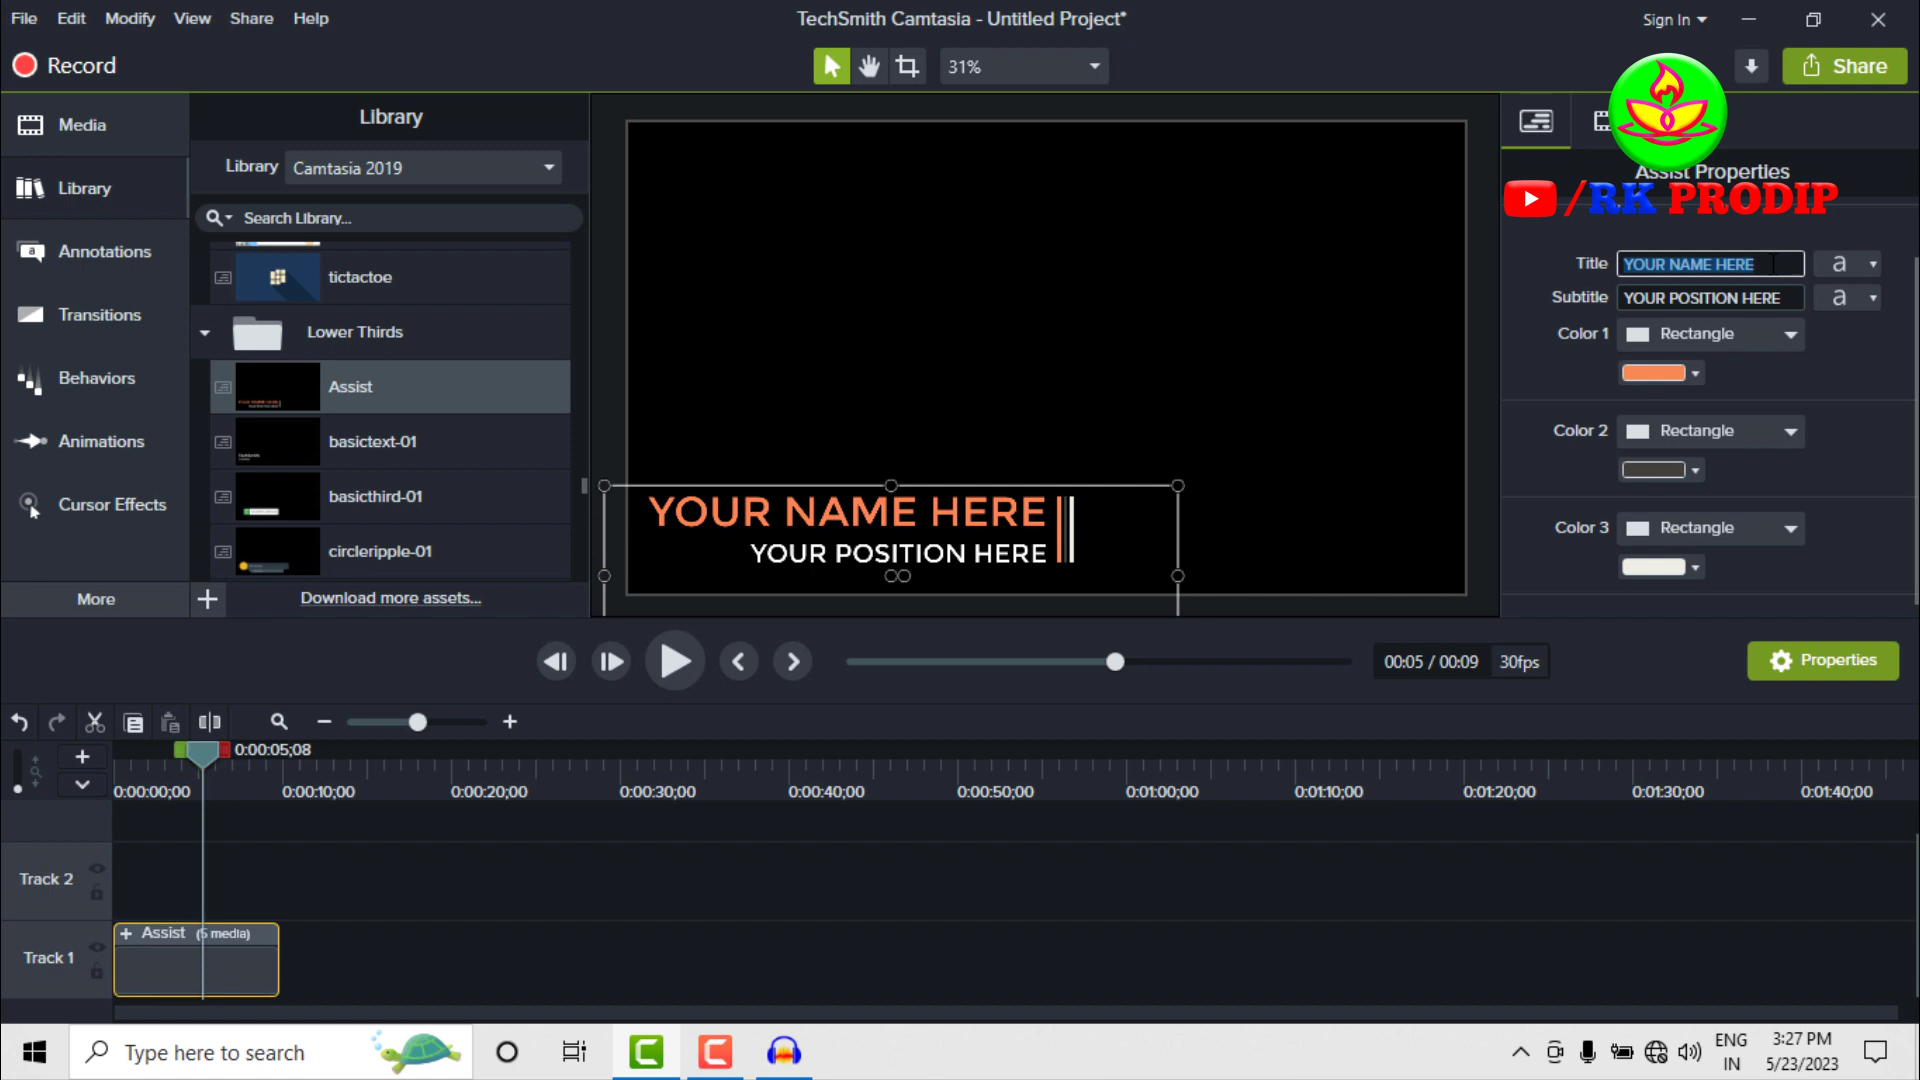 File Edit Modify View Share Help
TechSmith Camtasia - Untitled Project*
Sign In
Record
31%
Share
Media
Library
Annotations
Transitions
Behaviors
Animations
Cursor Effects
More
Library
Library Camtasia 2019
Search Library...
tictactoe
Lower Thirds
Assist
basictext-01
basicthird-01
circleripple-01
Download more assets...
YOUR NAME HERE
YOUR POSITION HERE
Assist Properties
/RK PRODIP
Title YOUR NAME HERE a
Subtitle YOUR POSITION HERE a
Color 1 Rectangle
Color 2 Rectangle
Color 3 Rectangle
00:05 / 00:09 30fps
Properties
0:00:05;08
0:00:00;00 0:00:10;00 0:00:20;00 0:00:30;00 0:00:40;00 0:00:50;00 0:01:00;00 0:01:10;00 0:01:20;00 0:01:30;00 0:01:40;00
Track 2
Track 1
Assist (5 media)
Type here to search
ENG
IN
3:27 PM
5/23/2023